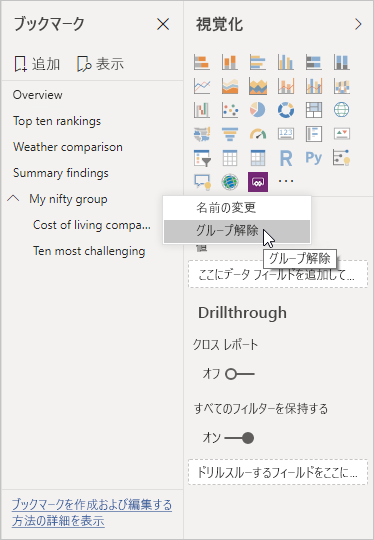 ブックマーク
追加 表示
Overview
Top ten rankings
Weather comparison
Summary findings
My nifty group
Cost of living compa...
Ten most challenging
ブックマークを作成および編集する
方法の詳細を表示
視覚化
123
R Py
名前の変更
グループ解除
値
グループ解除
ここにデータ フィールドを追加して...
Drillthrough
クロス レポート
オフ
すべてのフィルターを保持する
オン
ドリルスルーするフィールドをここに...